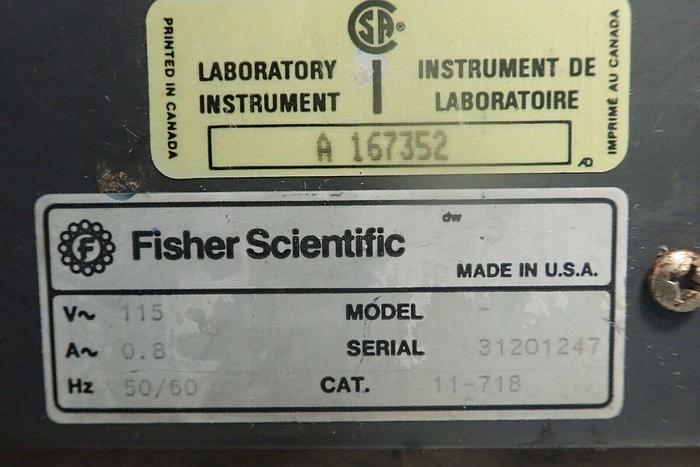 PRINTED IN CANADA
SA ®
LABORATORY INSTRUMENT
INSTRUMENT DE LABORATOIRE
IMPRIMÉ AU CANADA
A 167352
dw
F Fisher Scientific
MADE IN U.S.A.
V~ 115 MODEL -
A~ 0.8 SERIAL 31201247
Hz 50/60 CAT. 11-718